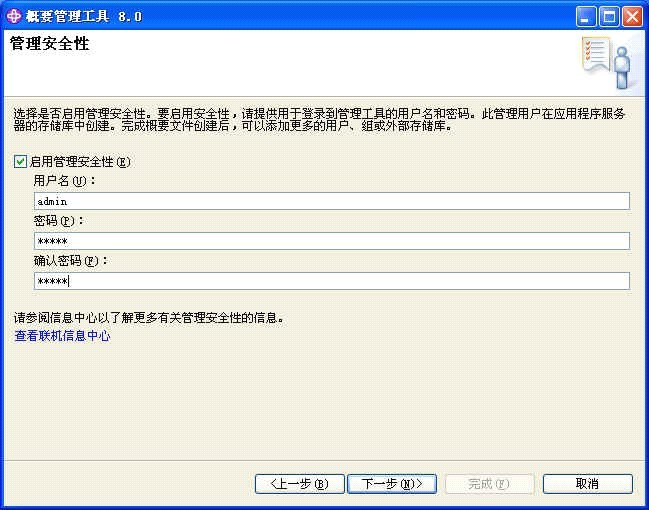 概要管理工具 8.0
管理安全性
选择是否启用管理安全性。要启用安全性，请提供用于登录到管理工具的用户名和密码。此管理用户在应用程序服务
器的存储库中创建。完成概要文件创建后，可以添加更多的用户、组或外部存储库。
启用管理安全性(E)
用户名(U)：
admin
密码(P)：
*****
确认密码(F)：
*****
请参阅信息中心以了解更多有关管理安全性的信息。
查看联机信息中心
<上一步(B) 下一步(N)> 完成(F) 取消